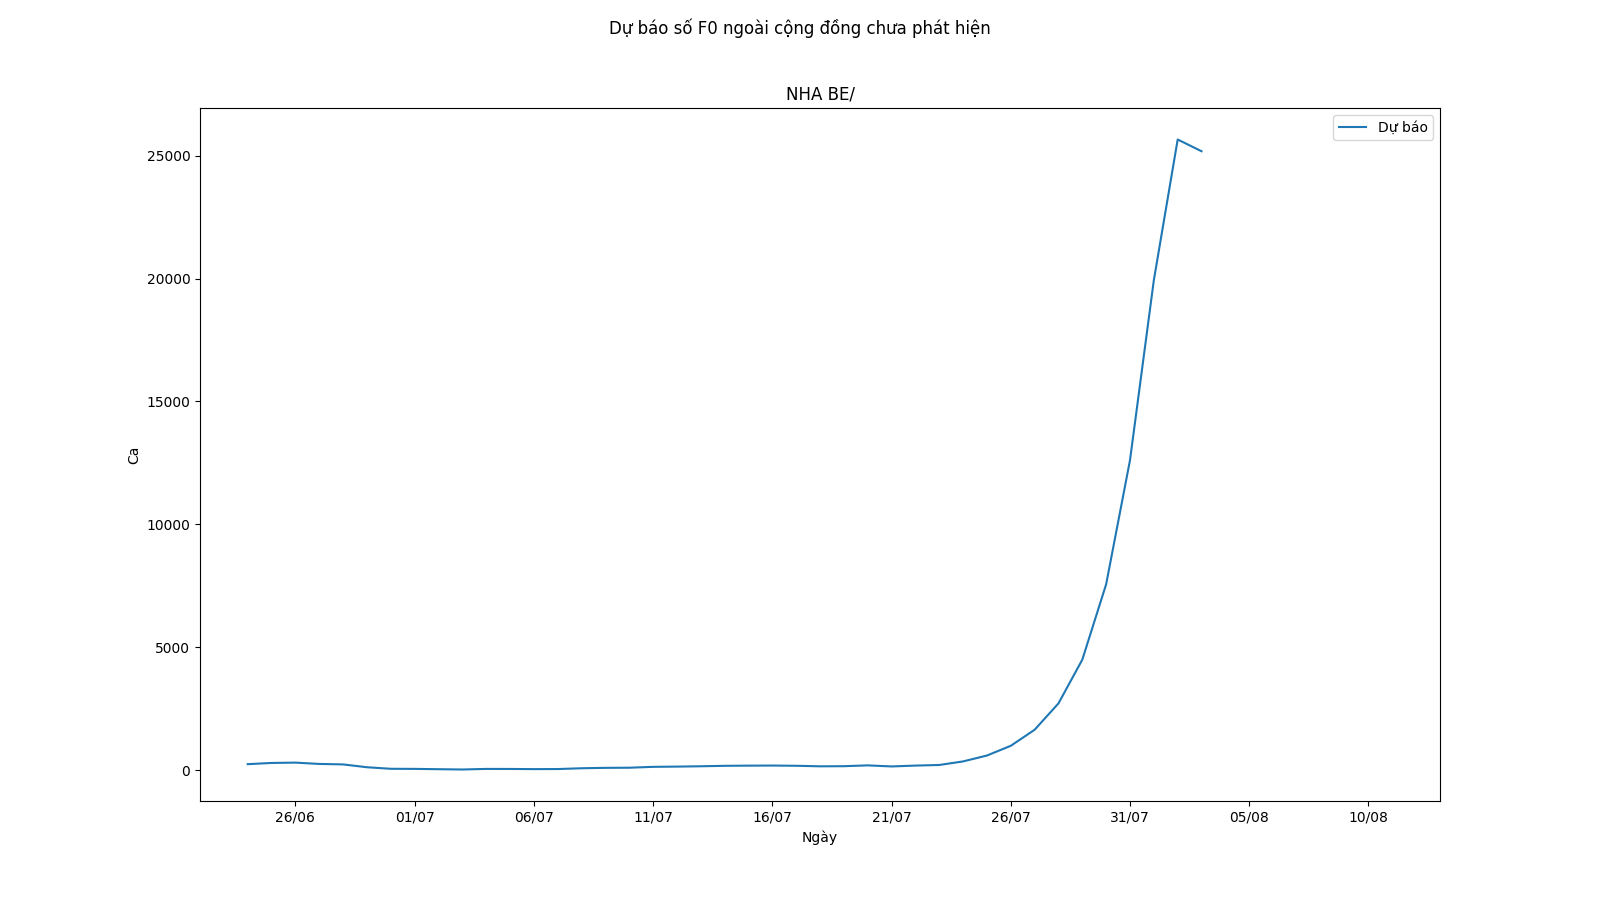 Dự báo số F0 ngoài cộng đồng chưa phát hiện
NHA BE/
Dự báo
25000
20000
15000
10000
5000
0
Ca
26/06 01/07 06/07 11/07 16/07 21/07 26/07 31/07 05/08 10/08
Ngày